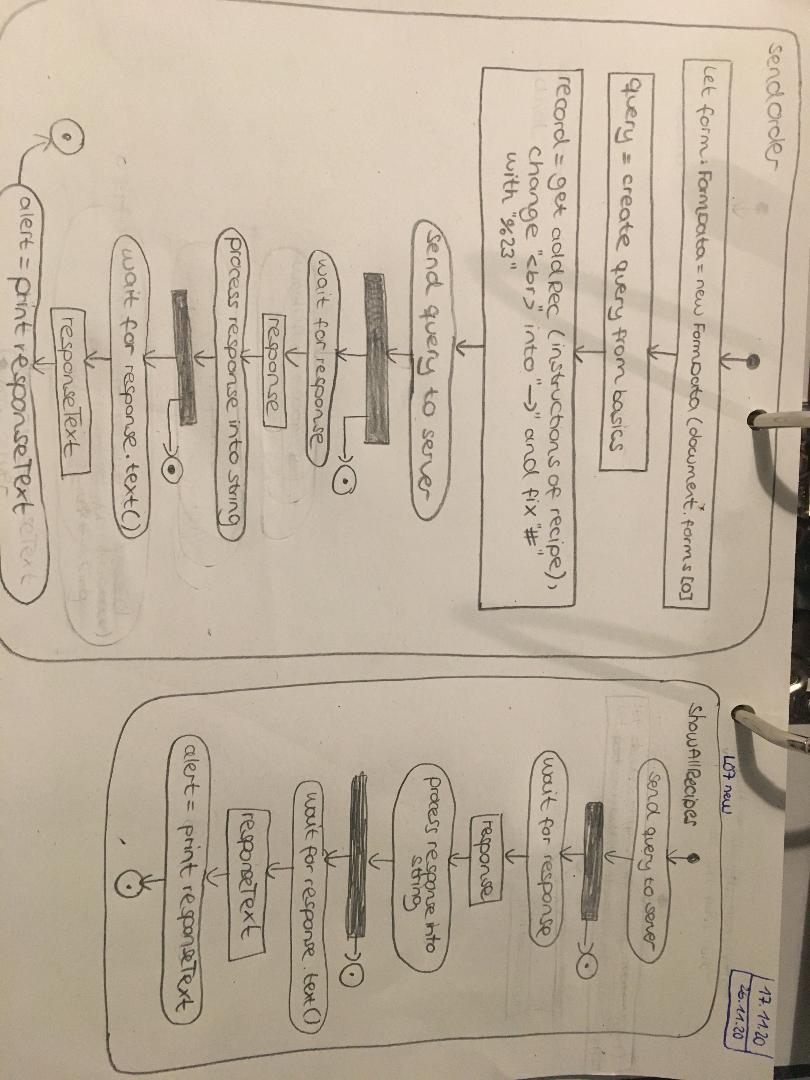 sendOrder
let form: FormData = new FormData (document.forms[0]
query = create query from basics
record = get addRec (instructions of recipe),
change "<br>" into "→" and fix "#"
with "%23"
send query to server
wait for response
response
process response into string
wait for response.text()
responseText
alert = print responseText
17.11.20
26.11.20
L07 new
showAllRecipes
send query to server
wait for response
response
process response into
string
wait for response.text()
responseText
alert = print responseText